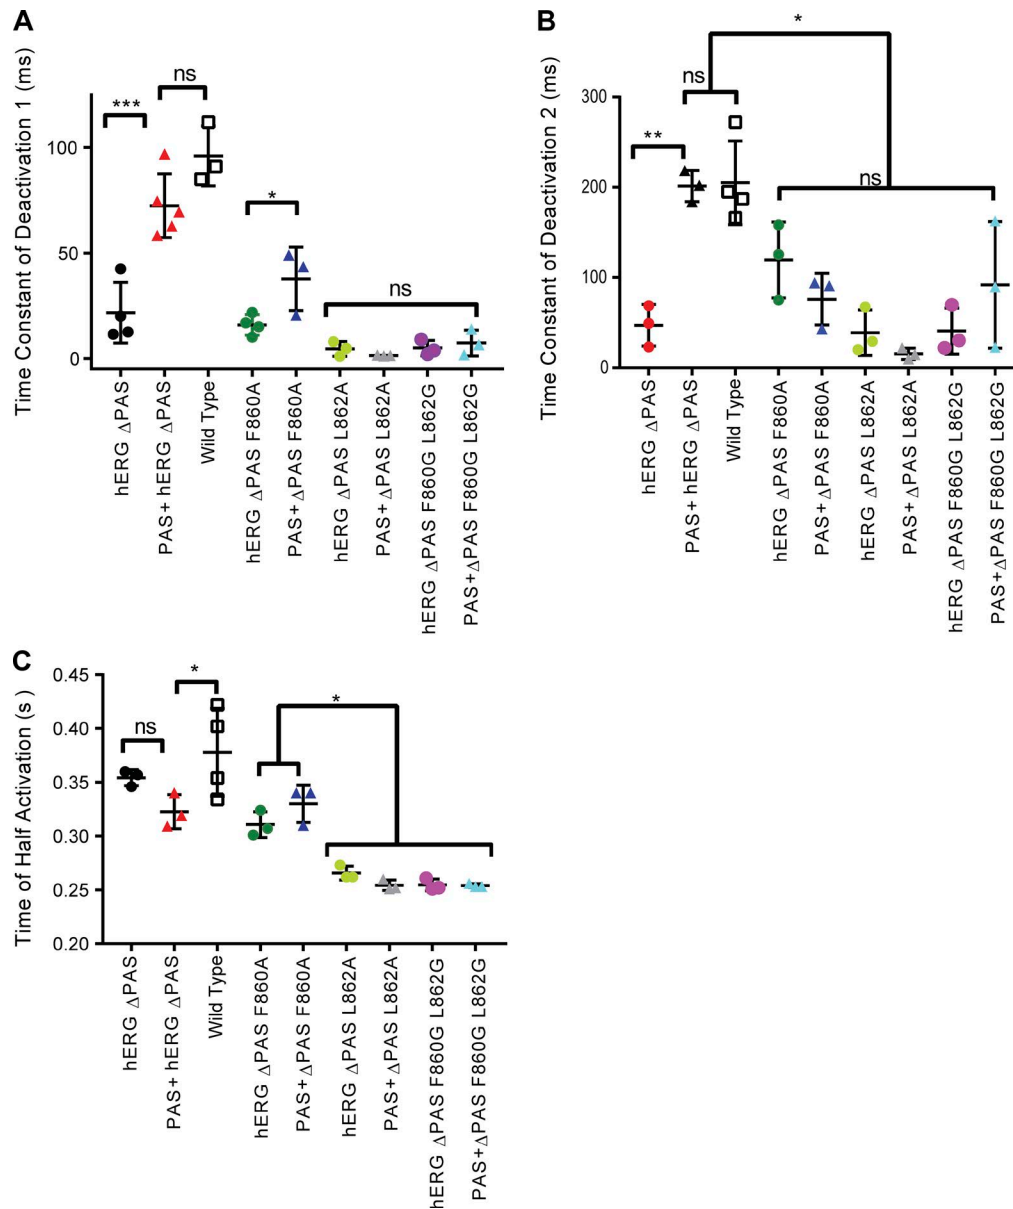 A
Time Constant of Deactivation 1 (ms)
100
50
0
***
ns
*
ns
hERG ΔPAS
PAS+ hERG ΔPAS
Wild Type
hERG ΔPAS F860A
PAS+ΔPAS F860A
hERG ΔPAS L862A
PAS+ΔPAS L862A
hERG ΔPAS F860G L862G
PAS+ΔPAS F860G L862G
B
Time Constant of Deactivation 2 (ms)
300
200
100
0
**
ns
*
ns
hERG ΔPAS
PAS+ hERG ΔPAS
Wild Type
hERG ΔPAS F860A
PAS+ΔPAS F860A
hERG ΔPAS L862A
PAS+ΔPAS L862A
hERG ΔPAS F860G L862G
PAS+ΔPAS F860G L862G
C
Time of Half Activation (s )
0.45
0.40
0.35
0.30
0.25
0.20
ns
*
*
hERG ΔPAS
PAS+ hERG ΔPAS
Wild Type
hERG ΔPAS F860A
PAS+ΔPAS F860A
hERG ΔPAS L862A
PAS+ΔPAS L862A
hERG ΔPAS F860G L862G
PAS+ΔPAS F860G L862G